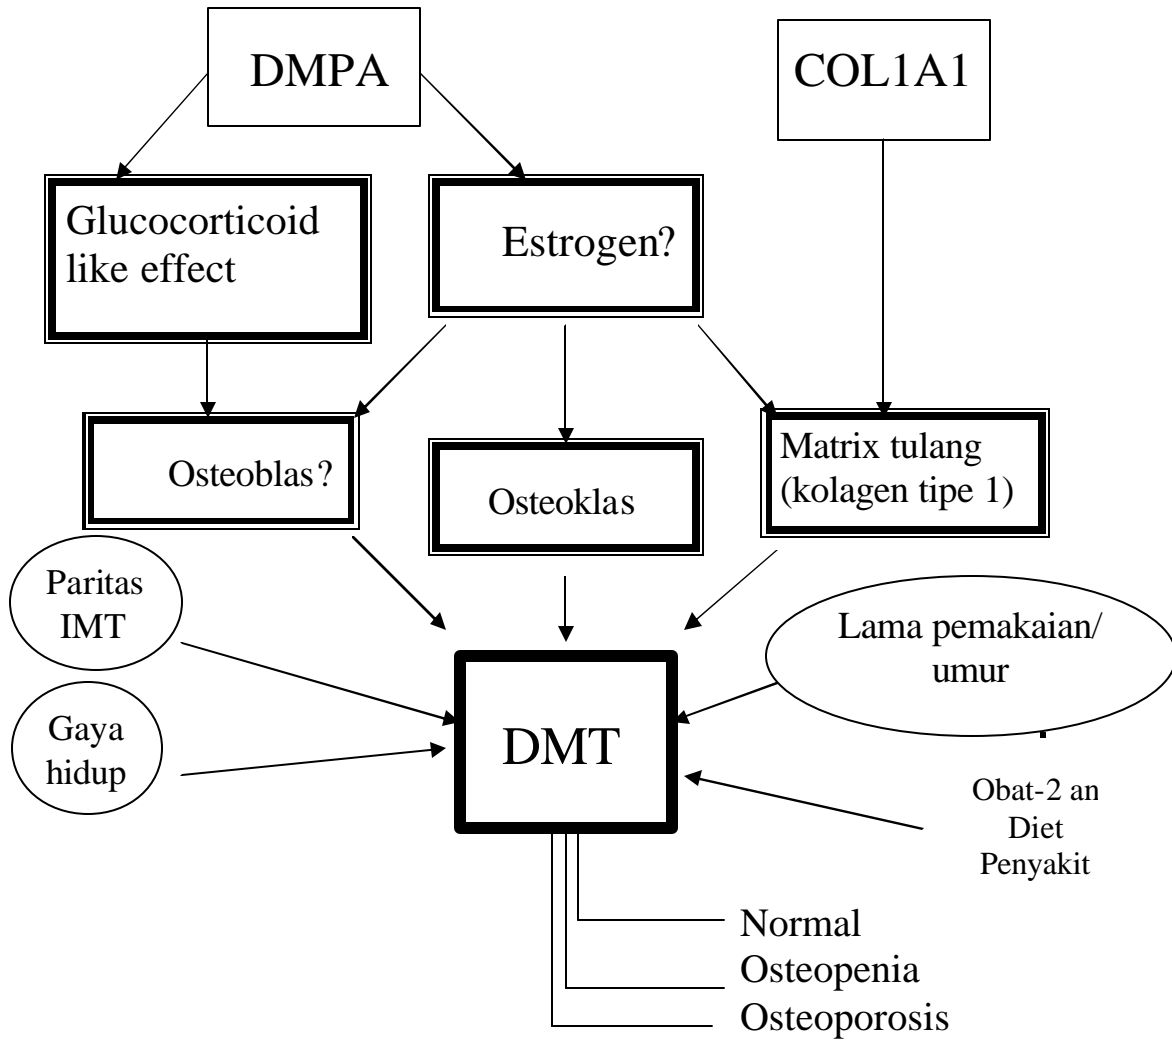 DMPA
COL1A1
Glucocorticoid
like effect
Estrogen?
Osteoblas?
Osteoklas
Matrix tulang
(kolagen tipe 1)
Paritas
IMT
Lama pemakaian/
umur
Gaya
hidup
DMT
Obat-2 an
Diet
Penyakit
Normal
Osteopenia
Osteoporosis